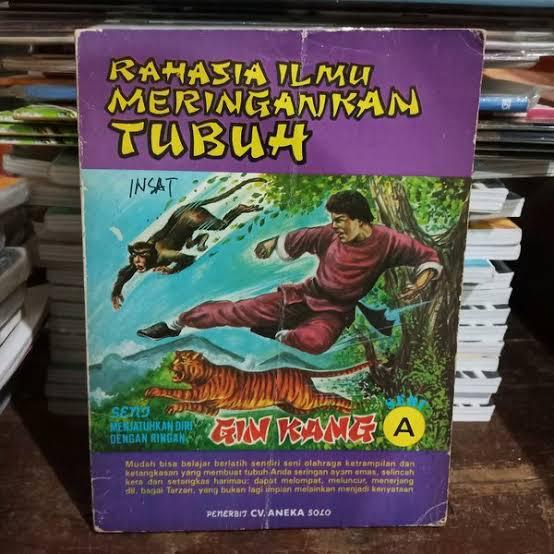 RAHASIA ILMU
MERINGANKAN
TUBUH
INSAT
SENI
MENJATUHKAN DIRI
DENGAN RINGAN
GIN KANG
SERI
A
Mudah bisa belajar berlatih sendiri seni olahraga ketrampilan dan
ketangkasan yang membuat tubuh Anda seringan ayam emas, selincah
kera dan setangkas harimau; dapat melompat, meluncur, menerjang
dll. bagai Tarzan, yang bukan lagi impian melainkan menjadi kenyataan
PENERBIT CV. ANEKA SOLO